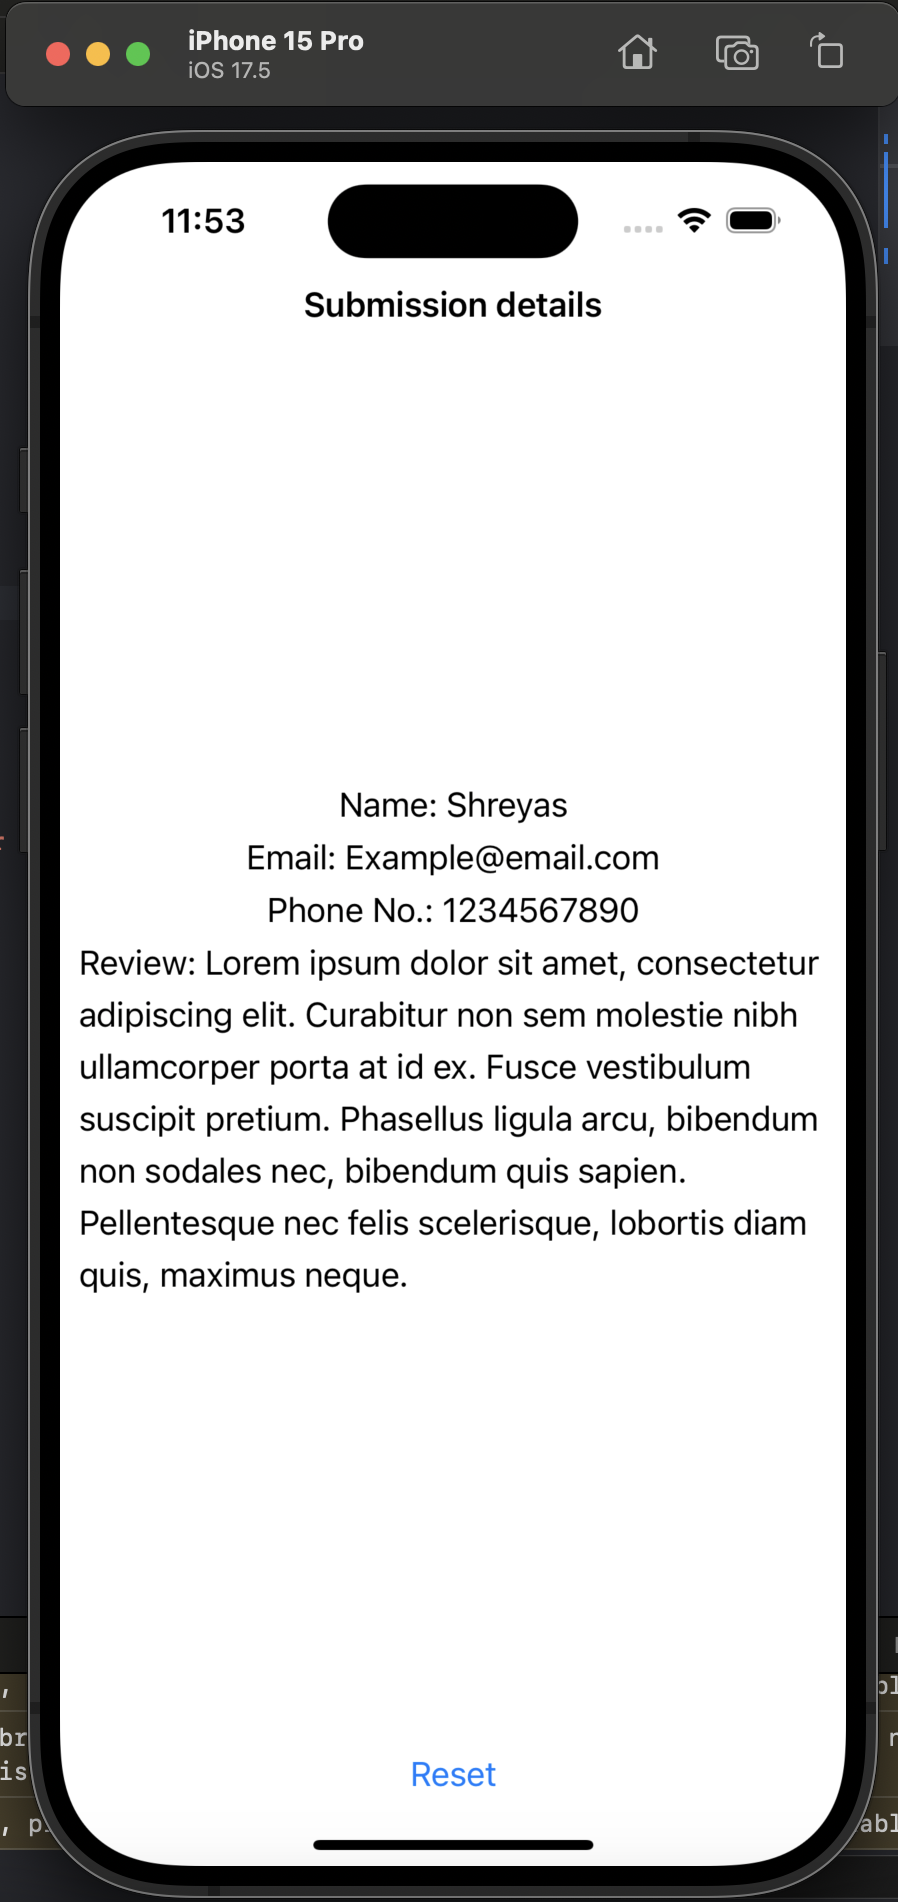 iPhone 15 Pro
iOS 17.5
11:53
Submission details
Name: Shreyas
Email: Example@email.com
Phone No.: 1234567890
Review: Lorem ipsum dolor sit amet, consectetur
adipiscing elit. Curabitur non sem molestie nibh
ullamcorper porta at id ex. Fusce vestibulum
suscipit pretium. Phasellus ligula arcu, bibendum
non sodales nec, bibendum quis sapien.
Pellentesque nec felis scelerisque, lobortis diam
quis, maximus neque.
Reset